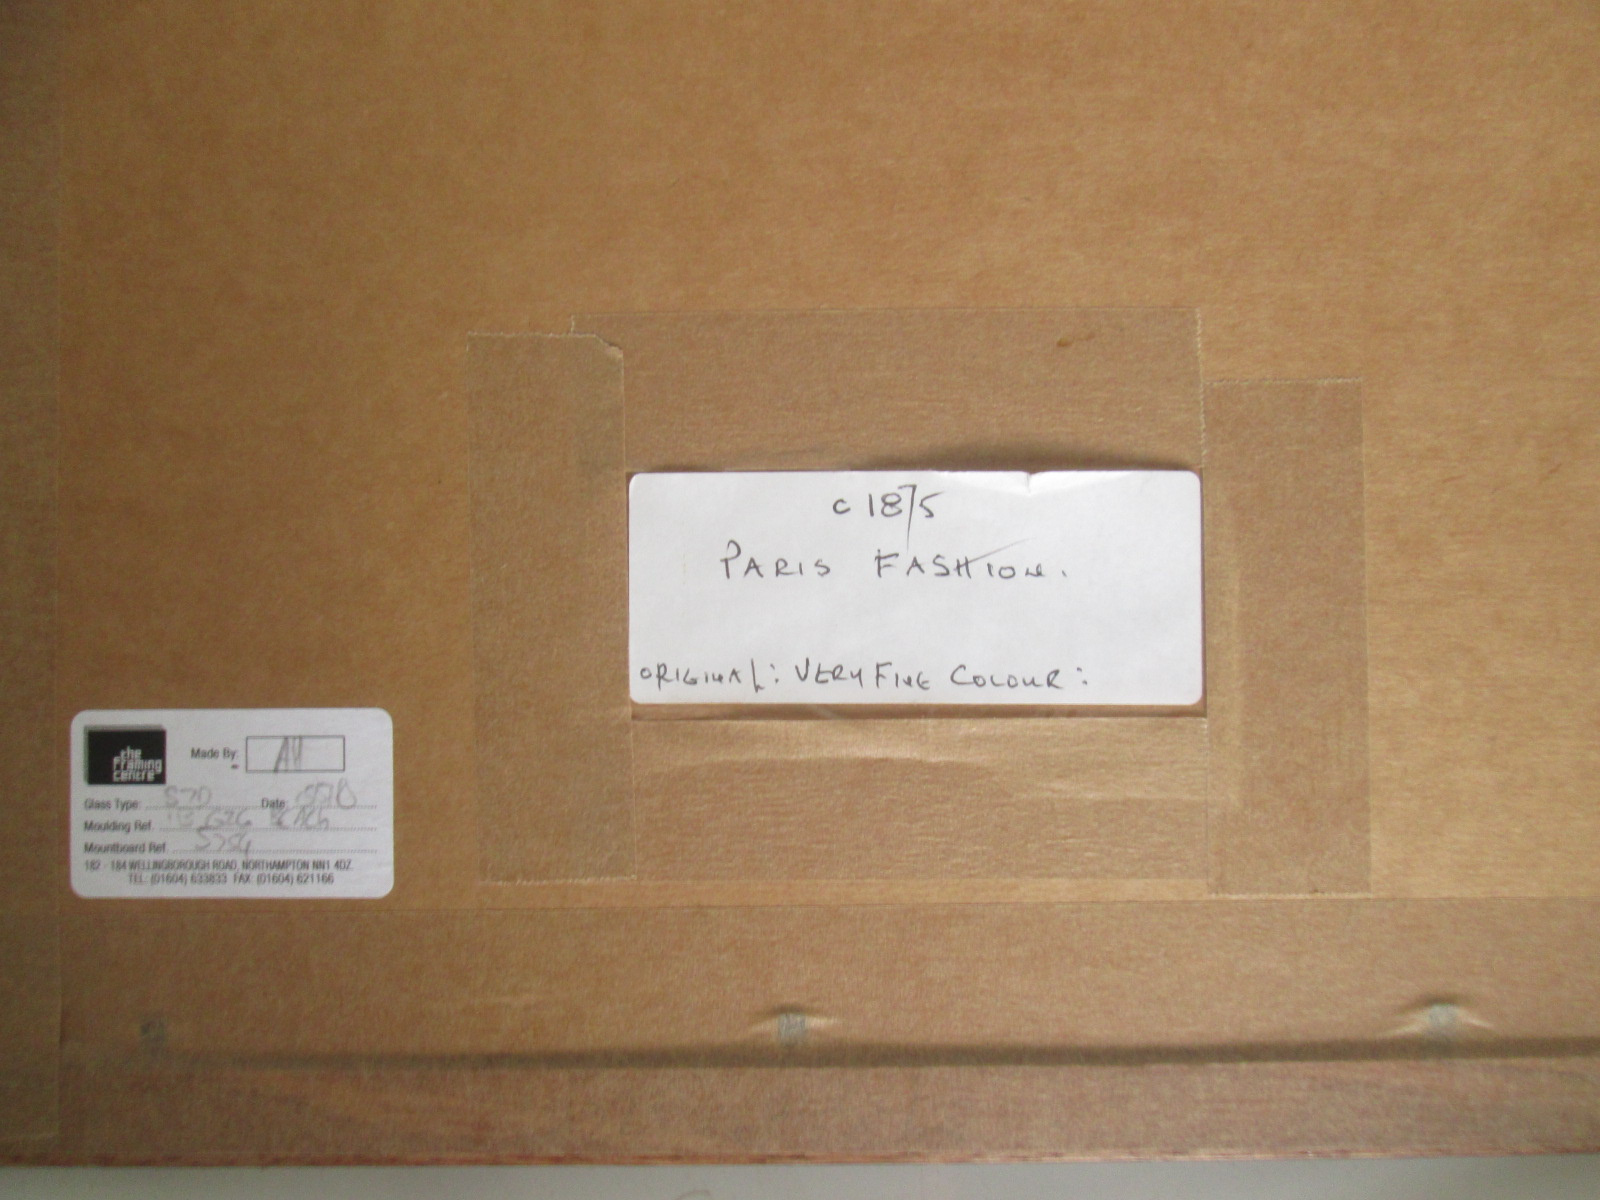 c 1875
PARIS FASHION.
ORIGINAL: VERY FINE COLOUR:
the
framing
centre
Made By: AH
Glass Type: STD Date:
Moulding Ref.
Mountboard Ref.
182 - 184 WELLINGBOROUGH ROAD, NORTHAMPTON NN1 4DZ.
TEL: (01604) 633833 FAX: (01604) 621166